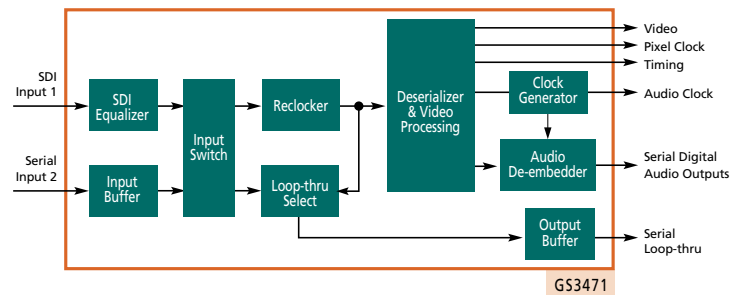 SDI
Input 1
SDI
Equalizer
Input
Switch
Reclocker
Deserializer
& Video
Processing
Clock
Generator
Video
Pixel Clock
Timing
Audio Clock
Serial
Input 2
Input
Buffer
Loop-thru
Select
Audio
De-embedder
Serial Digital
Audio Outputs
Output
Buffer
Serial
Loop-thru
GS3471